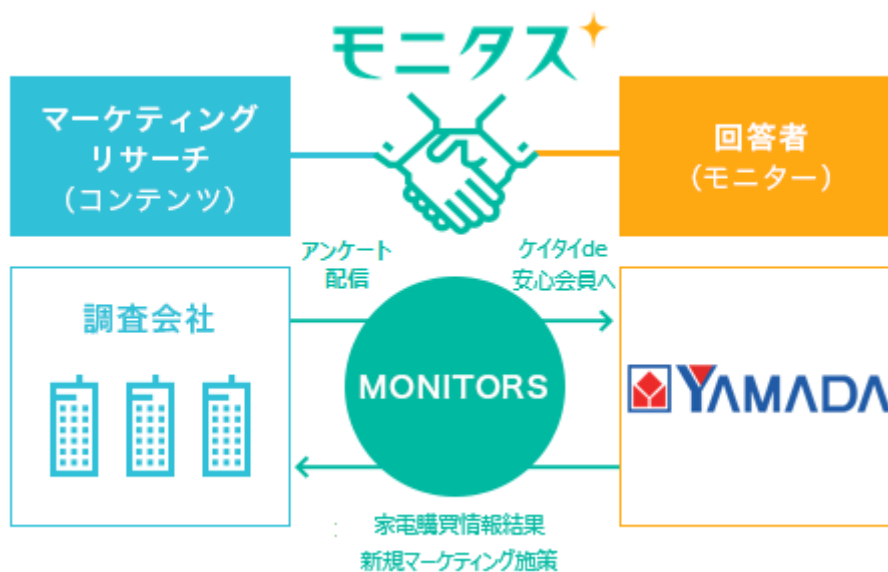 モニタス
マーケティング
リサーチ
(コンテンツ)
回答者
(モニター)
アンケート
配信
ケイタイde
安心会員へ
調査会社
MONITORS
YAMADA
家電購買情報結果
新規マーケティング施策